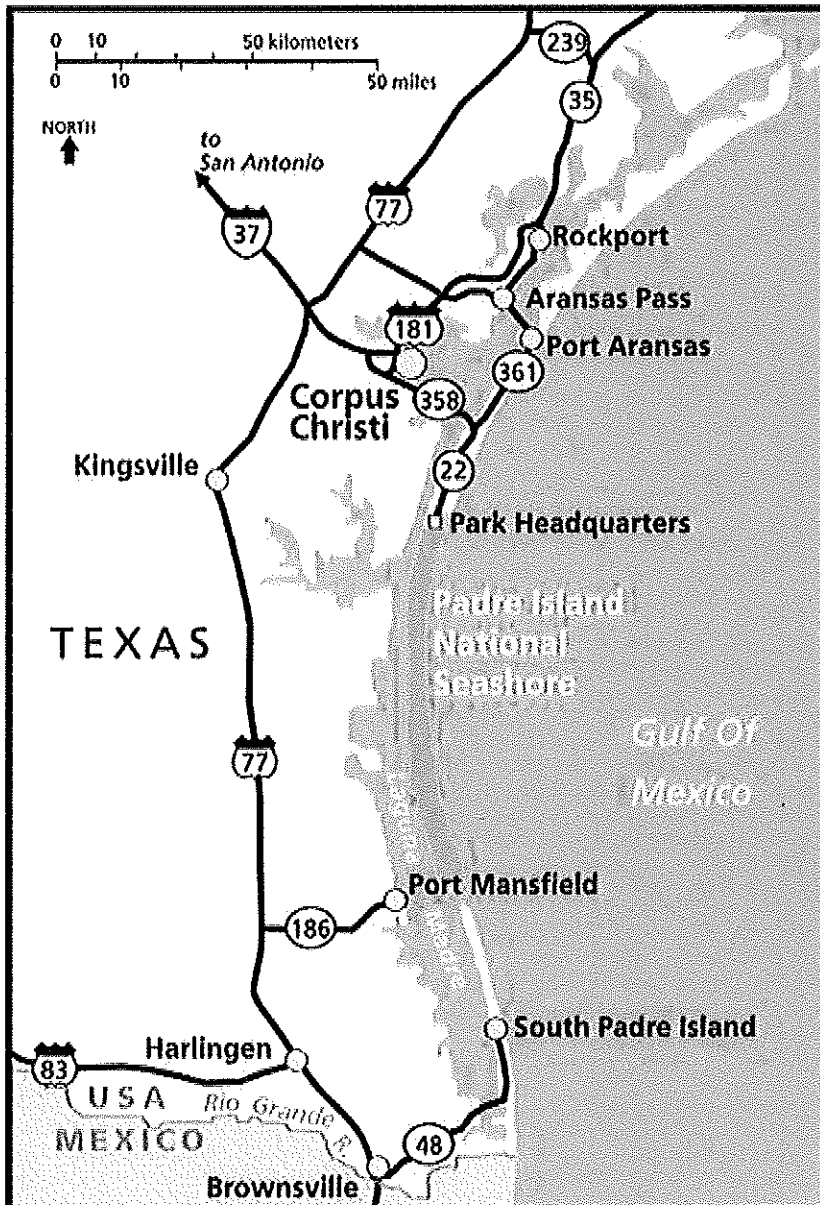 0 10 50 kilometers
0 10 50 miles
NORTH
to
San Antonio
239
35
77
37
Rockport
Aransas Pass
181
Port Aransas
361
Corpus
Christi
358
Kingsville
22
Park Headquarters
Padre Island
National
Seashore
TEXAS
Gulf Of
Mexico
77
Laguna Madre
Port Mansfield
186
South Padre Island
Harlingen
83
USA
Rio Grande R.
MEXICO
48
Brownsville